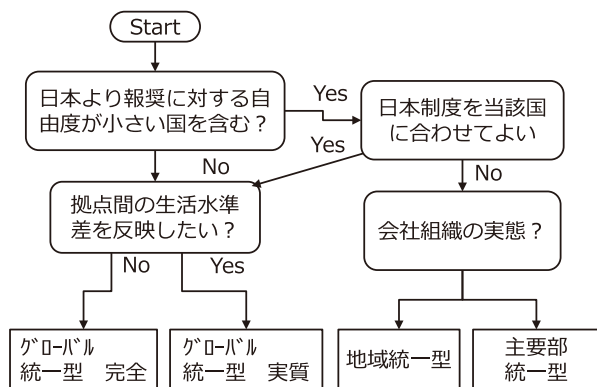 Start
日本より報奨に対する自
由度が小さい国を含む？
Yes
日本制度を当該国
に合わせてよい
Yes
No
No
拠点間の生活水準
差を反映したい？
会社組織の実態？
No
Yes
ｸﾞﾛｰﾊﾞﾙ
統一型　完全
ｸﾞﾛｰﾊﾞﾙ
統一型　実質
地域統一型
主要部
統一型